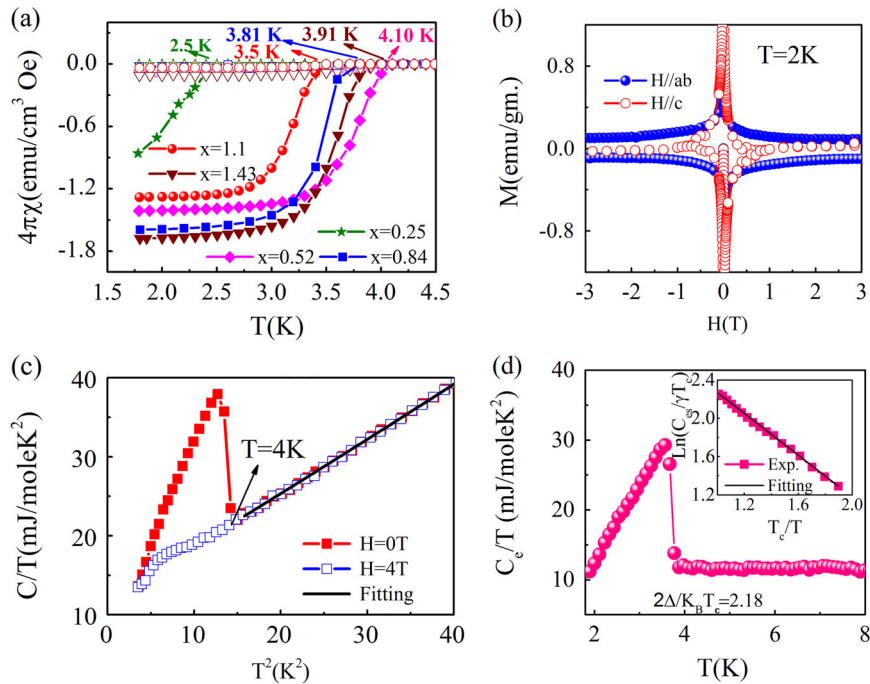 (a)
4πχ(emu/cm³ Oe)
0.0
-0.6
-1.2
-1.8
2.5 K
3.81 K
3.5 K
3.91 K
4.10 K
x=1.1
x=1.43
x=0.25
x=0.52
x=0.84
1.5 2.0 2.5 3.0 3.5 4.0 4.5
T(K)
(b)
M(emu/gm.)
0.8
0.0
-0.8
T=2K
H//ab
H//c
-3 -2 -1 0 1 2 3
H(T)
(c)
C/T(mJ/moleK²)
40
30
20
10
T=4K
H=0T
H=4T
Fitting
0 10 20 30 40
T²(K²)
(d)
Cₑ/T (mJ/moleK²)
40
30
20
10
0
2Δ/K_BT_c=2.18
2 4 6 8
T(K)
Ln(Cₑₛ/γT_c)
2.4
2.0
1.6
1.2
Exp.
Fitting
1.2 1.6 2.0
T_c/T